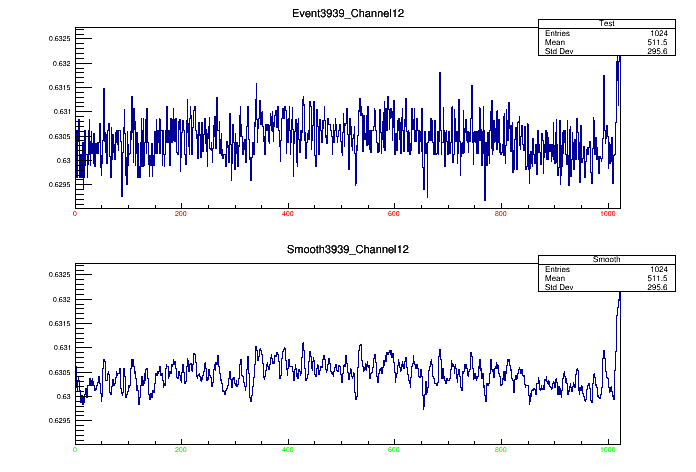 Event3939_Channel12
Test
Entries 1024
Mean 511.5
Std Dev 295.6
0.6325
0.632
0.6315
0.631
0.6305
0.63
0.6295
0 200 400 600 800 1000
Smooth3939_Channel12
Smooth
Entries 1024
Mean 511.5
Std Dev 295.6
0.6325
0.632
0.6315
0.631
0.6305
0.63
0.6295
0 200 400 600 800 1000